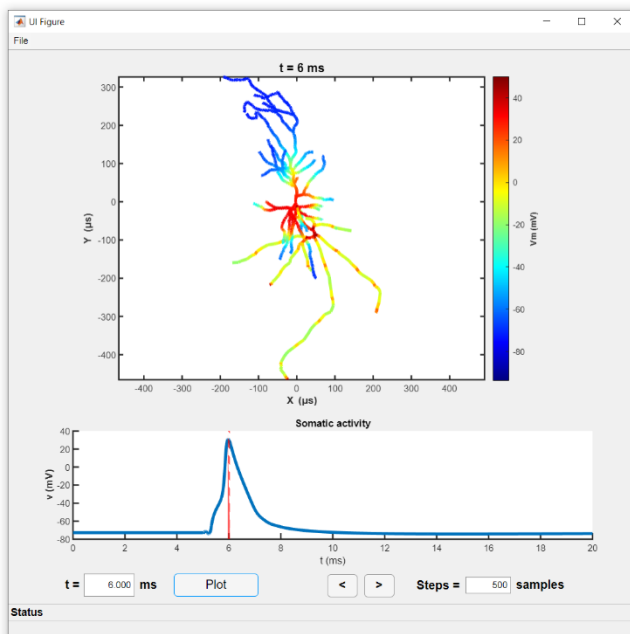 UI Figure
File
t = 6 ms
300
200
100
0
-100
-200
-300
-400
Y (µs)
-400 -300 -200 -100 0 100 200 300 400
X (µs)
40
20
0
-20
-40
-60
-80
Vm (mV)
Somatic activity
40
20
0
-20
-40
-60
-80
v (mV)
0 2 4 6 8 10 12 14 16 18 20
t (ms)
t = 6.000 ms Plot < > Steps = 500 samples
Status